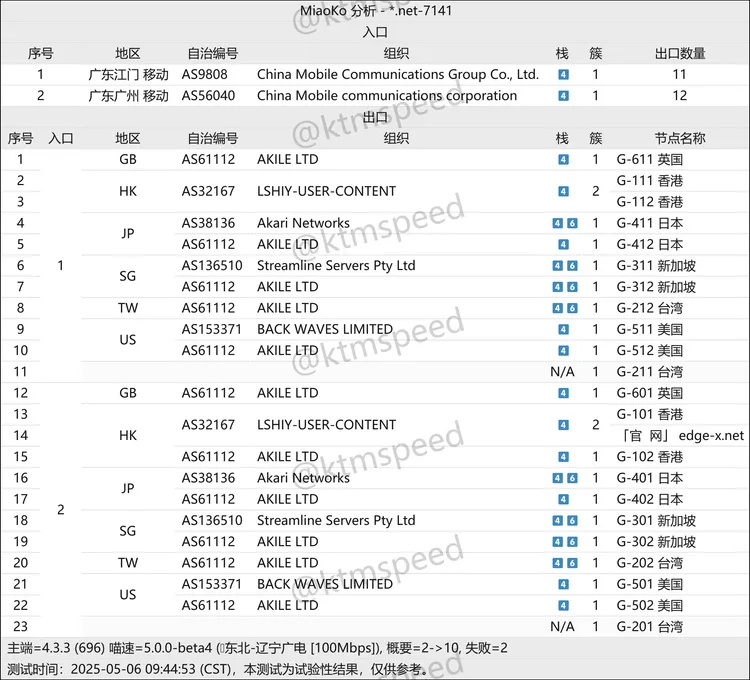 MiaoKo 分析 - *.net-7141
入口
序号 地区 自治编号 组织 栈 簇 出口数量
1 广东江门 移动 AS9808 China Mobile Communications Group Co., Ltd. 4 1 11
2 广东广州 移动 AS56040 China Mobile communications corporation 4 1 12
出口
序号 入口 地区 自治编号 组织 栈 簇 节点名称
1 GB AS61112 AKILE LTD 4 1 G-611 英国
2 G-111 香港
HK AS32167 LSHIY-USER-CONTENT 4 2
3 G-112 香港
4 AS38136 Akari Networks 4 6 1 G-411 日本
JP
5 AS61112 AKILE LTD 4 1 G-412 日本
6 1 AS136510 Streamline Servers Pty Ltd 4 6 1 G-311 新加坡
SG
7 AS61112 AKILE LTD 4 6 1 G-312 新加坡
8 TW AS61112 AKILE LTD 4 6 1 G-212 台湾
9 AS153371 BACK WAVES LIMITED 4 1 G-511 美国
US
10 AS61112 AKILE LTD 4 1 G-512 美国
11 N/A 1 G-211 台湾
12 GB AS61112 AKILE LTD 4 1 G-601 英国
13 G-101 香港
AS32167 LSHIY-USER-CONTENT 4 2
14 HK 「官 网」 edge-x.net
15 AS61112 AKILE LTD 4 1 G-102 香港
16 AS38136 Akari Networks 4 6 1 G-401 日本
JP
17 AS61112 AKILE LTD 4 1 G-402 日本
2
18 AS136510 Streamline Servers Pty Ltd 4 6 1 G-301 新加坡
SG
19 AS61112 AKILE LTD 4 6 1 G-302 新加坡
20 TW AS61112 AKILE LTD 4 6 1 G-202 台湾
21 AS153371 BACK WAVES LIMITED 4 1 G-501 美国
US
22 AS61112 AKILE LTD 4 1 G-502 美国
23 N/A 1 G-201 台湾
主端=4.3.3 (696) 喵速=5.0.0-beta4 (东北-辽宁广电 [100Mbps]), 概要=2->10, 失败=2
测试时间：2025-05-06 09:44:53 (CST)，本测试为试验性结果，仅供参考。
@ktmspeed
@ktmspeed
@ktmspeed
@ktmspeed
@ktmspeed
@ktmspeed
@ktmspeed